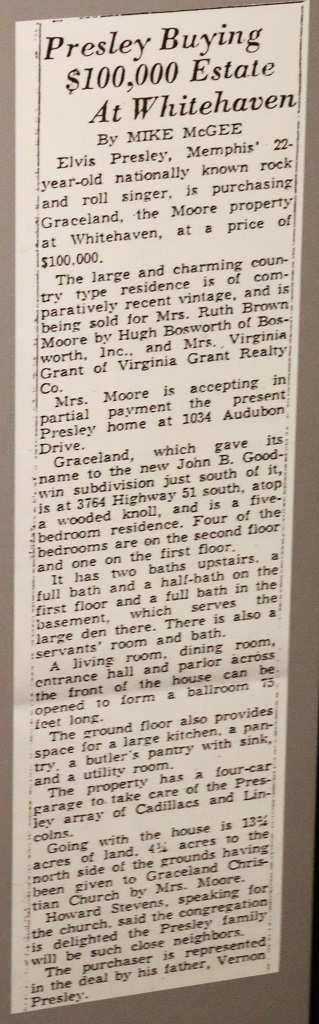 Presley Buying
$100,000 Estate
At Whitehaven
By MIKE McGEE
Elvis Presley, Memphis' 22-
year-old nationally known rock
and roll singer, is purchasing
Graceland, the Moore property
at Whitehaven, at a price of
$100,000.
The large and charming coun-
try type residence is of com-
paratively recent vintage, and is
being sold for Mrs. Ruth Brown
Moore by Hugh Bosworth of Bos-
worth, Inc., and Mrs. Virginia
Grant of Virginia Grant Realty
Co.
Mrs. Moore is accepting in
partial payment the present
Presley home at 1034 Audubon
Drive.
Graceland, which gave its
name to the new John B. Good-
win subdivision just south of it,
is at 3764 Highway 51 south, atop
a wooded knoll, and is a five-
bedroom residence. Four of the
bedrooms are on the second floor
and one on the first floor.
It has two baths upstairs, a
full bath and a half-bath on the
first floor and a full bath in the
basement, which serves the
large den there. There is also a
servants' room and bath.
A living room, dining room,
entrance hall and parlor across
the front of the house can be
opened to form a ballroom 75
feet long.
The ground floor also provides
space for a large kitchen, a pan-
try, a butler's pantry with sink,
and a utility room.
The property has a four-car
garage to take care of the Pres-
ley array of Cadillacs and Lin-
colns.
Going with the house is 13¾
acres of land, 4¼ acres to the
north side of the grounds having
been given to Graceland Chris-
tian Church by Mrs. Moore.
Howard Stevens, speaking for
the church, said the congregation
is delighted the Presley family
will be such close neighbors.
The purchaser is represented
in the deal by his father, Vernon
Presley.